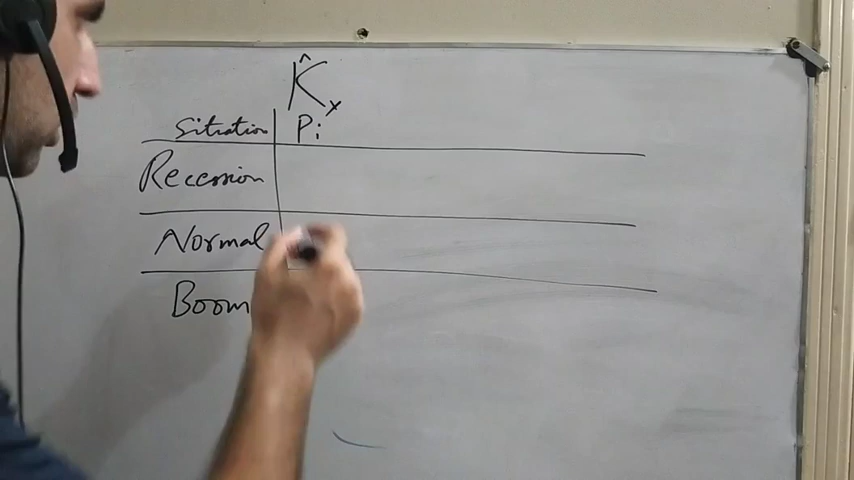 K̂x
Situation Pi
Recession
Normal
Boom